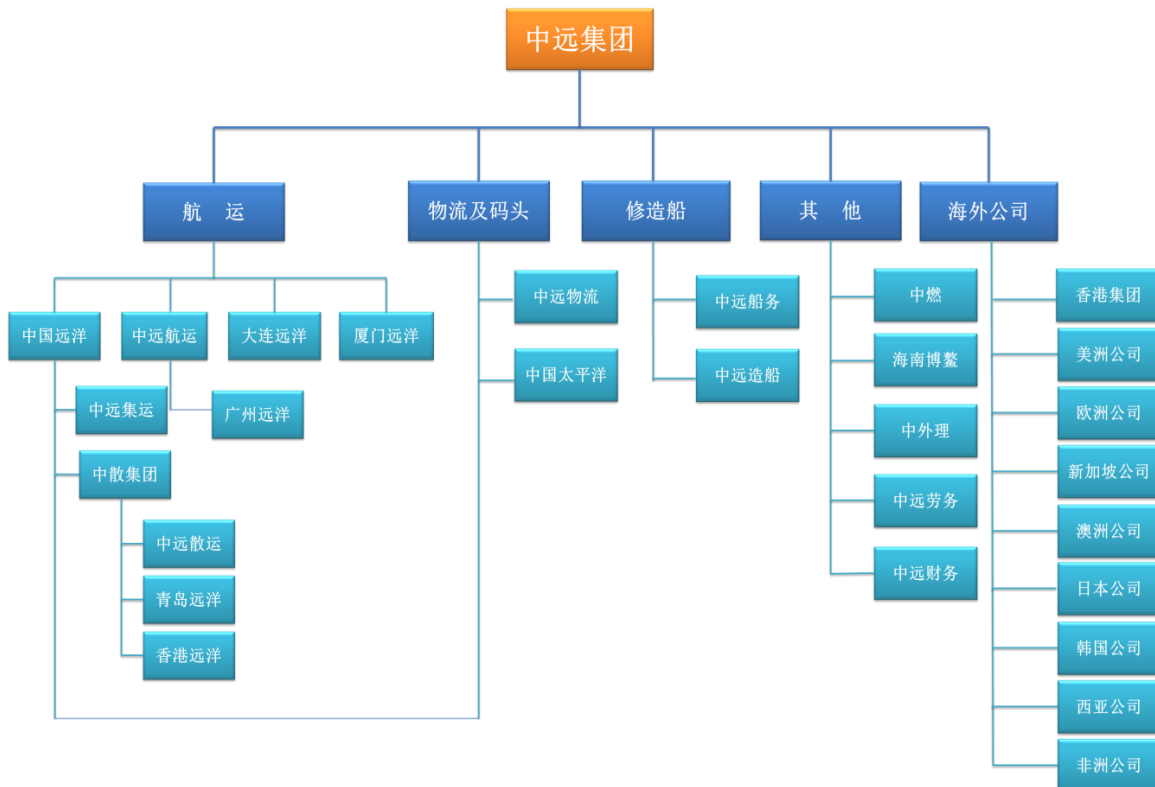 中远集团
航 运
物流及码头
修造船
其 他
海外公司
中国远洋
中远航运
大连远洋
厦门远洋
中远集运
广州远洋
中散集团
中远散运
青岛远洋
香港远洋
中远物流
中国太平洋
中远船务
中远造船
中燃
海南博鳌
中外理
中远劳务
中远财务
香港集团
美洲公司
欧洲公司
新加坡公司
澳洲公司
日本公司
韩国公司
西亚公司
非洲公司